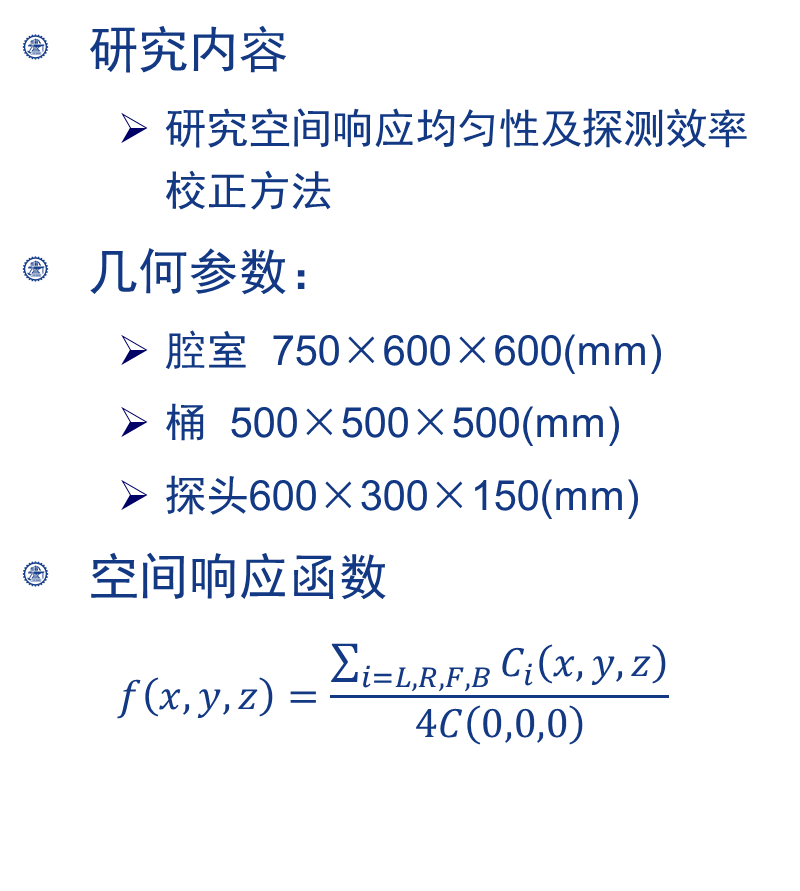 研究内容
研究空间响应均匀性及探测效率
校正方法
几何参数：
腔室 750×600×600(mm)
桶 500×500×500(mm)
探头600×300×150(mm)
空间响应函数
f(x,y,z) = ∑_{i=L,R,F,B} C_i(x,y,z) / 4C(0,0,0)